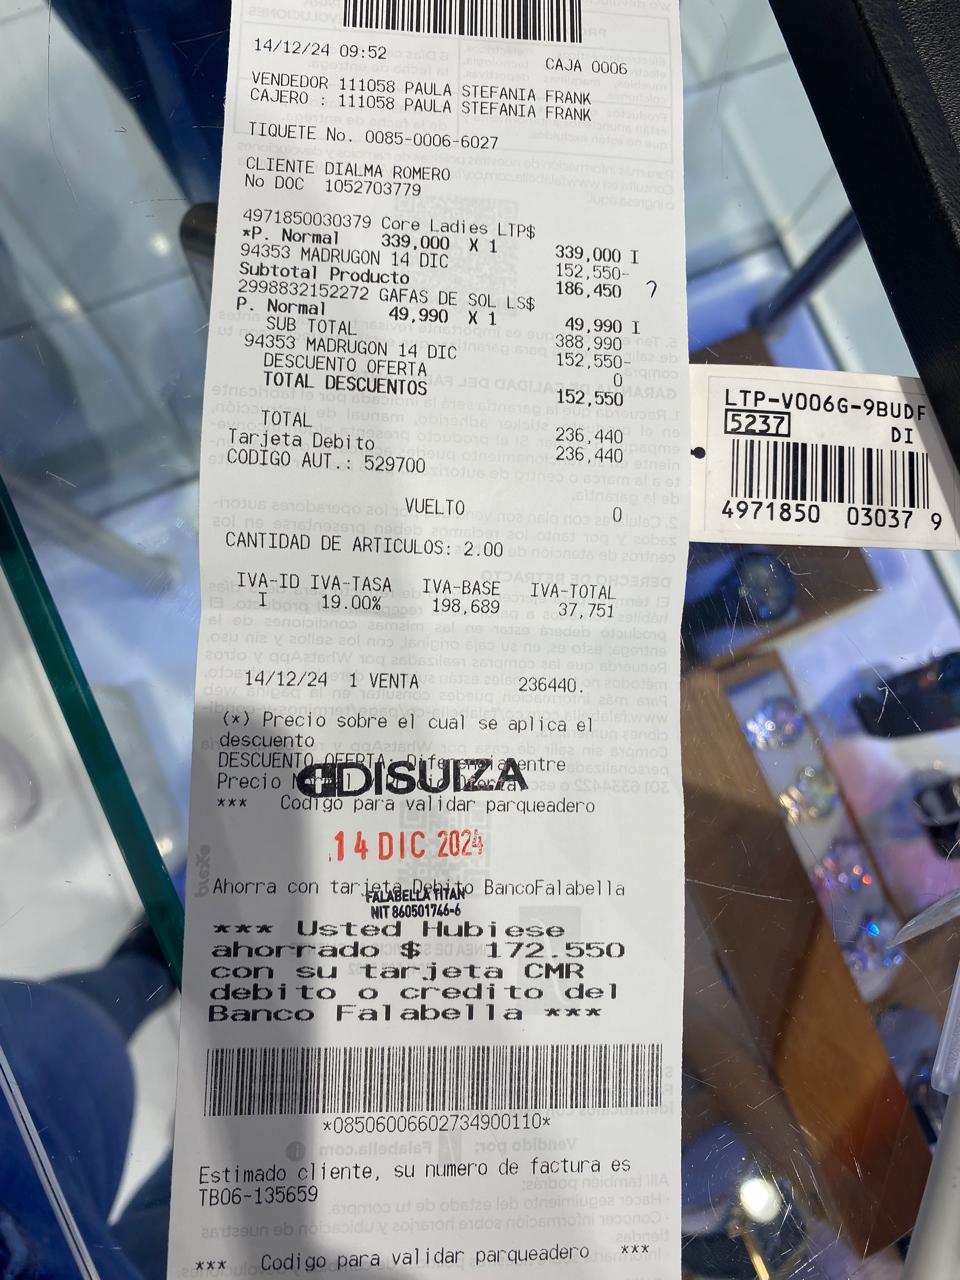 14/12/24 09:52 CAJA 0006
VENDEDOR 111058 PAULA STEFANIA FRANK
CAJERO : 111058 PAULA STEFANIA FRANK
TIQUETE No. 0085-0006-6027
CLIENTE DIALMA ROMERO
No DOC 1052703779
4971850030379 Core Ladies LTP$
*P. Normal 339,000 X 1 339,000 I
94353 MADRUGON 14 DIC 152,550-
Subtotal Producto 186,450
2998832152272 GAFAS DE SOL LS$
P. Normal 49,990 X 1 49,990 I
SUB TOTAL 388,990
94353 MADRUGON 14 DIC 152,550-
DESCUENTO OFERTA 0
TOTAL DESCUENTOS 152,550
TOTAL 236,440
Tarjeta Debito 236,440
CODIGO AUT.: 529700
VUELTO 0
CANTIDAD DE ARTICULOS: 2.00
IVA-ID IVA-TASA IVA-BASE IVA-TOTAL
I 19.00% 198,689 37,751
14/12/24 1 VENTA 236440.
(*) Precio sobre el cual se aplica el
descuento
DESCUENTO OFERTA: Diferencia entre
Precio
DISUIZA
*** Codigo para validar parqueadero
14 DIC 2024
Ahorra con tarjeta Debito BancoFalabella
FALABELLA TITAN
NIT 860501746-6
*** Usted Hubiese
ahorrado $ 172.550
con su tarjeta CMR
debito o credito del
Banco Falabella ***
*08506006602734900110*
Estimado cliente, su numero de factura es
TB06-135659
*** Codigo para validar parqueadero ***
LTP-V006G-9BUDF
5237 DI
4971850 03037 9